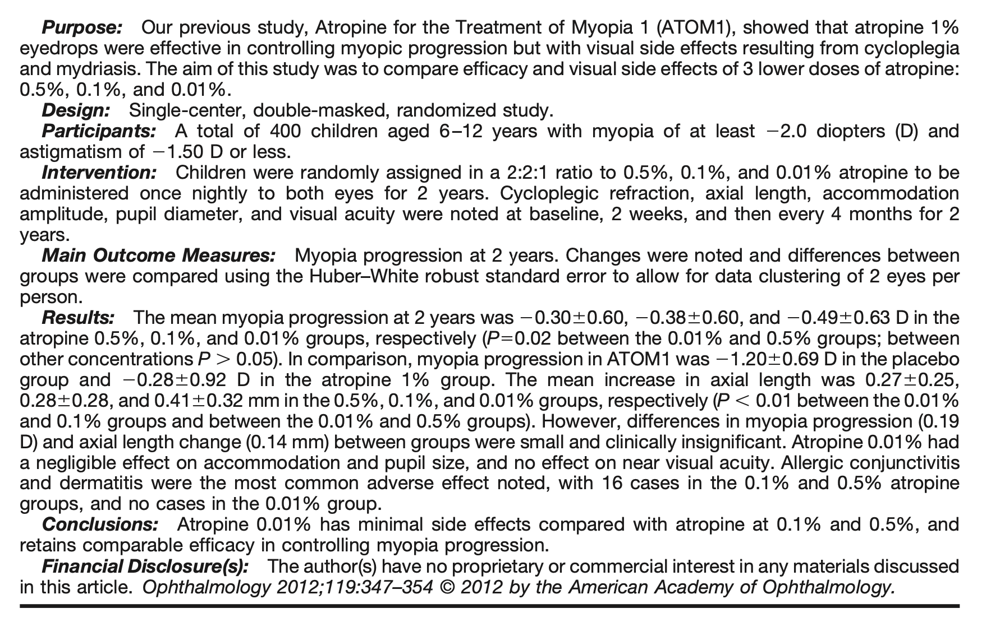 Purpose: Our previous study, Atropine for the Treatment of Myopia 1 (ATOM1), showed that atropine 1%
eyedrops were effective in controlling myopic progression but with visual side effects resulting from cycloplegia
and mydriasis. The aim of this study was to compare efficacy and visual side effects of 3 lower doses of atropine:
0.5%, 0.1%, and 0.01%.
Design: Single-center, double-masked, randomized study.
Participants: A total of 400 children aged 6–12 years with myopia of at least −2.0 diopters (D) and
astigmatism of −1.50 D or less.
Intervention: Children were randomly assigned in a 2:2:1 ratio to 0.5%, 0.1%, and 0.01% atropine to be
administered once nightly to both eyes for 2 years. Cycloplegic refraction, axial length, accommodation
amplitude, pupil diameter, and visual acuity were noted at baseline, 2 weeks, and then every 4 months for 2
years.
Main Outcome Measures: Myopia progression at 2 years. Changes were noted and differences between
groups were compared using the Huber–White robust standard error to allow for data clustering of 2 eyes per
person.
Results: The mean myopia progression at 2 years was −0.30±0.60, −0.38±0.60, and −0.49±0.63 D in the
atropine 0.5%, 0.1%, and 0.01% groups, respectively (P=0.02 between the 0.01% and 0.5% groups; between
other concentrations P > 0.05). In comparison, myopia progression in ATOM1 was −1.20±0.69 D in the placebo
group and −0.28±0.92 D in the atropine 1% group. The mean increase in axial length was 0.27±0.25,
0.28±0.28, and 0.41±0.32 mm in the 0.5%, 0.1%, and 0.01% groups, respectively (P < 0.01 between the 0.01%
and 0.1% groups and between the 0.01% and 0.5% groups). However, differences in myopia progression (0.19
D) and axial length change (0.14 mm) between groups were small and clinically insignificant. Atropine 0.01% had
a negligible effect on accommodation and pupil size, and no effect on near visual acuity. Allergic conjunctivitis
and dermatitis were the most common adverse effect noted, with 16 cases in the 0.1% and 0.5% atropine
groups, and no cases in the 0.01% group.
Conclusions: Atropine 0.01% has minimal side effects compared with atropine at 0.1% and 0.5%, and
retains comparable efficacy in controlling myopia progression.
Financial Disclosure(s): The author(s) have no proprietary or commercial interest in any materials discussed
in this article. Ophthalmology 2012;119:347–354 © 2012 by the American Academy of Ophthalmology.